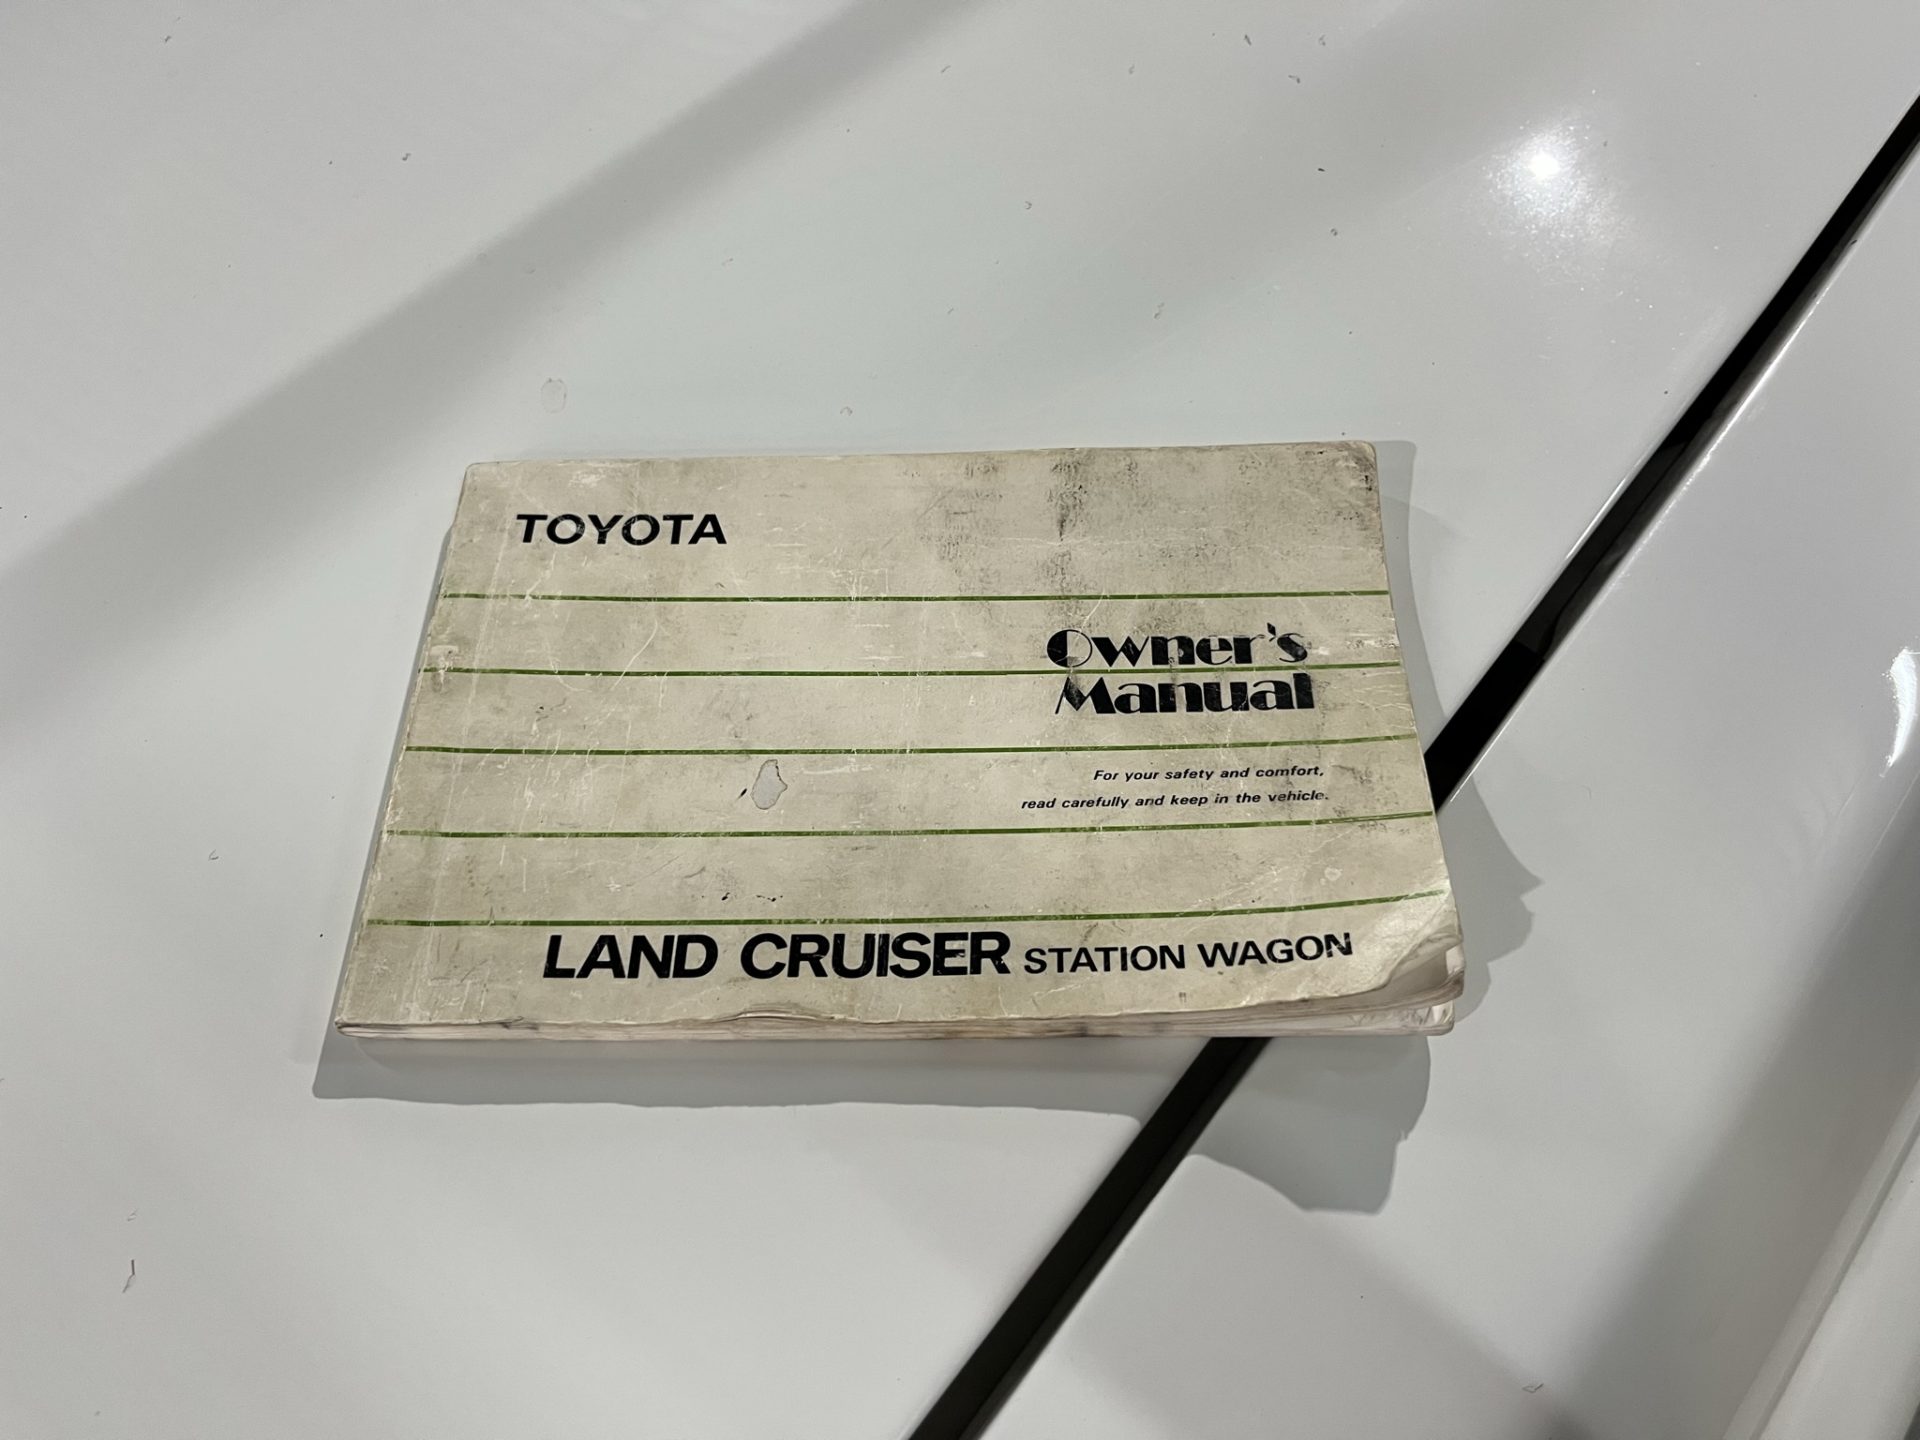 TOYOTA
Owner's
Manual
For your safety and comfort,
read carefully and keep in the vehicle.
LAND CRUISER STATION WAGON